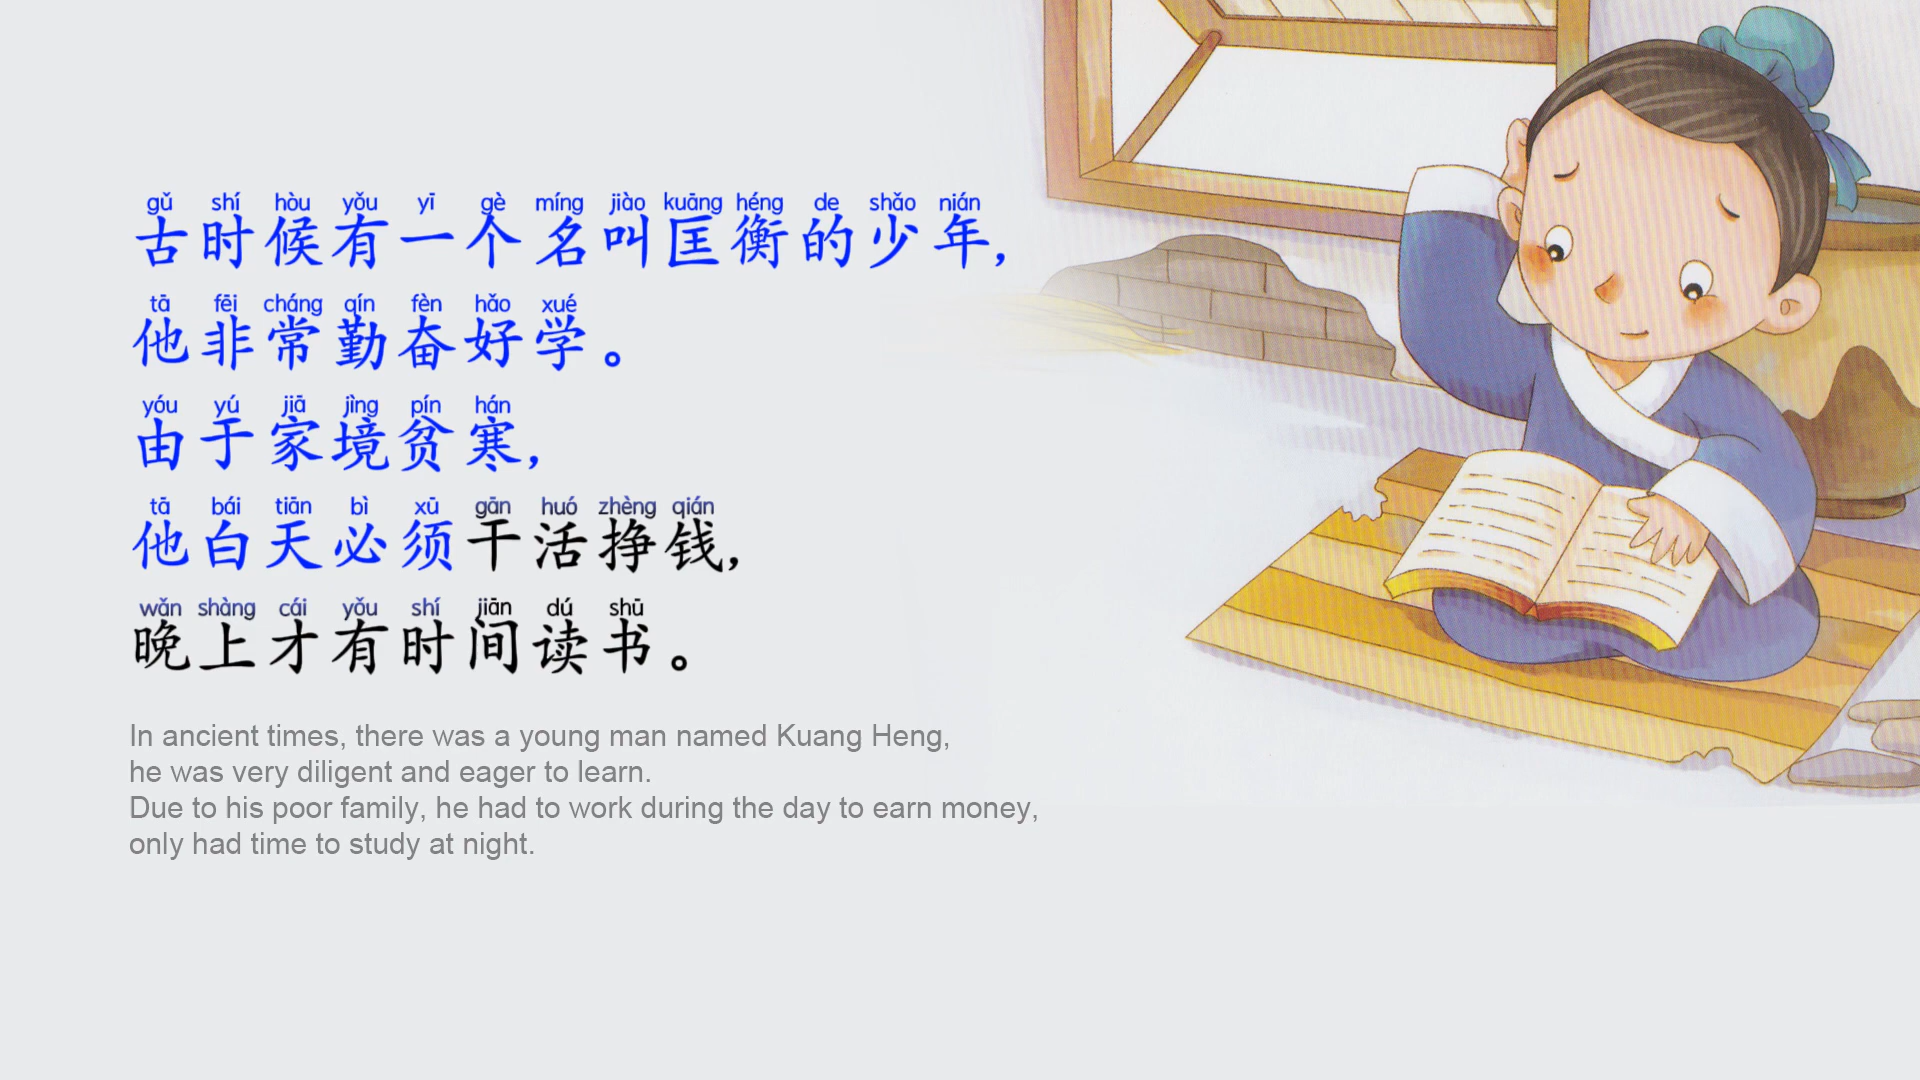 gǔ shí hòu yǒu yī gè míng jiào kuāng héng de shǎo nián
古时候有一个名叫匡衡的少年，
tā fēi cháng qín fèn hǎo xué
他非常勤奋好学。
yóu yú jiā jìng pín hán
由于家境贫寒，
tā bái tiān bì xū gān huó zhèng qián
他白天必须干活挣钱，
wǎn shàng cái yǒu shí jiān dú shū
晚上才有时间读书。
In ancient times, there was a young man named Kuang Heng,
he was very diligent and eager to learn.
Due to his poor family, he had to work during the day to earn money,
only had time to study at night.